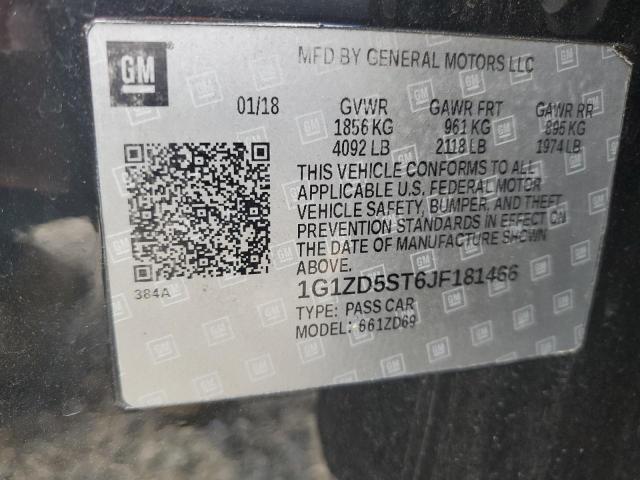 GM
MFD BY GENERAL MOTORS LLC
01/18 GVWR GAWR FRT GAWR RR
1856 KG 961 KG 895 KG
4092 LB 2118 LB 1974 LB
THIS VEHICLE CONFORMS TO ALL
APPLICABLE U.S. FEDERAL MOTOR
VEHICLE SAFETY, BUMPER, AND THEFT
PREVENTION STANDARDS IN EFFECT ON
THE DATE OF MANUFACTURE SHOWN
ABOVE.
384A
1G1ZD5ST6JF181466
TYPE: PASS CAR
MODEL: 661ZD69